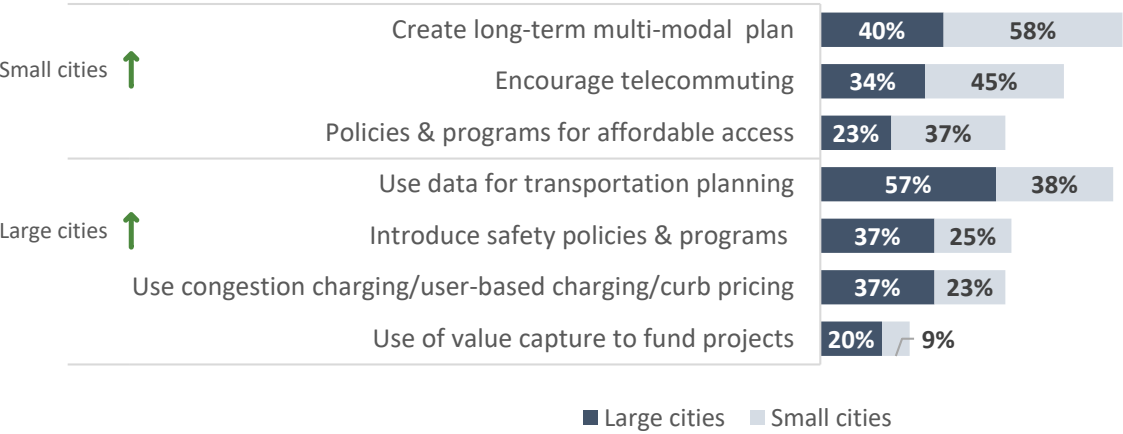 Create long-term multi-modal plan 40% 58%
Small cities ↑
Encourage telecommuting 34% 45%
Policies & programs for affordable access 23% 37%
Use data for transportation planning 57% 38%
Large cities ↑
Introduce safety policies & programs 37% 25%
Use congestion charging/user-based charging/curb pricing 37% 23%
Use of value capture to fund projects 20% 9%
Large cities Small cities